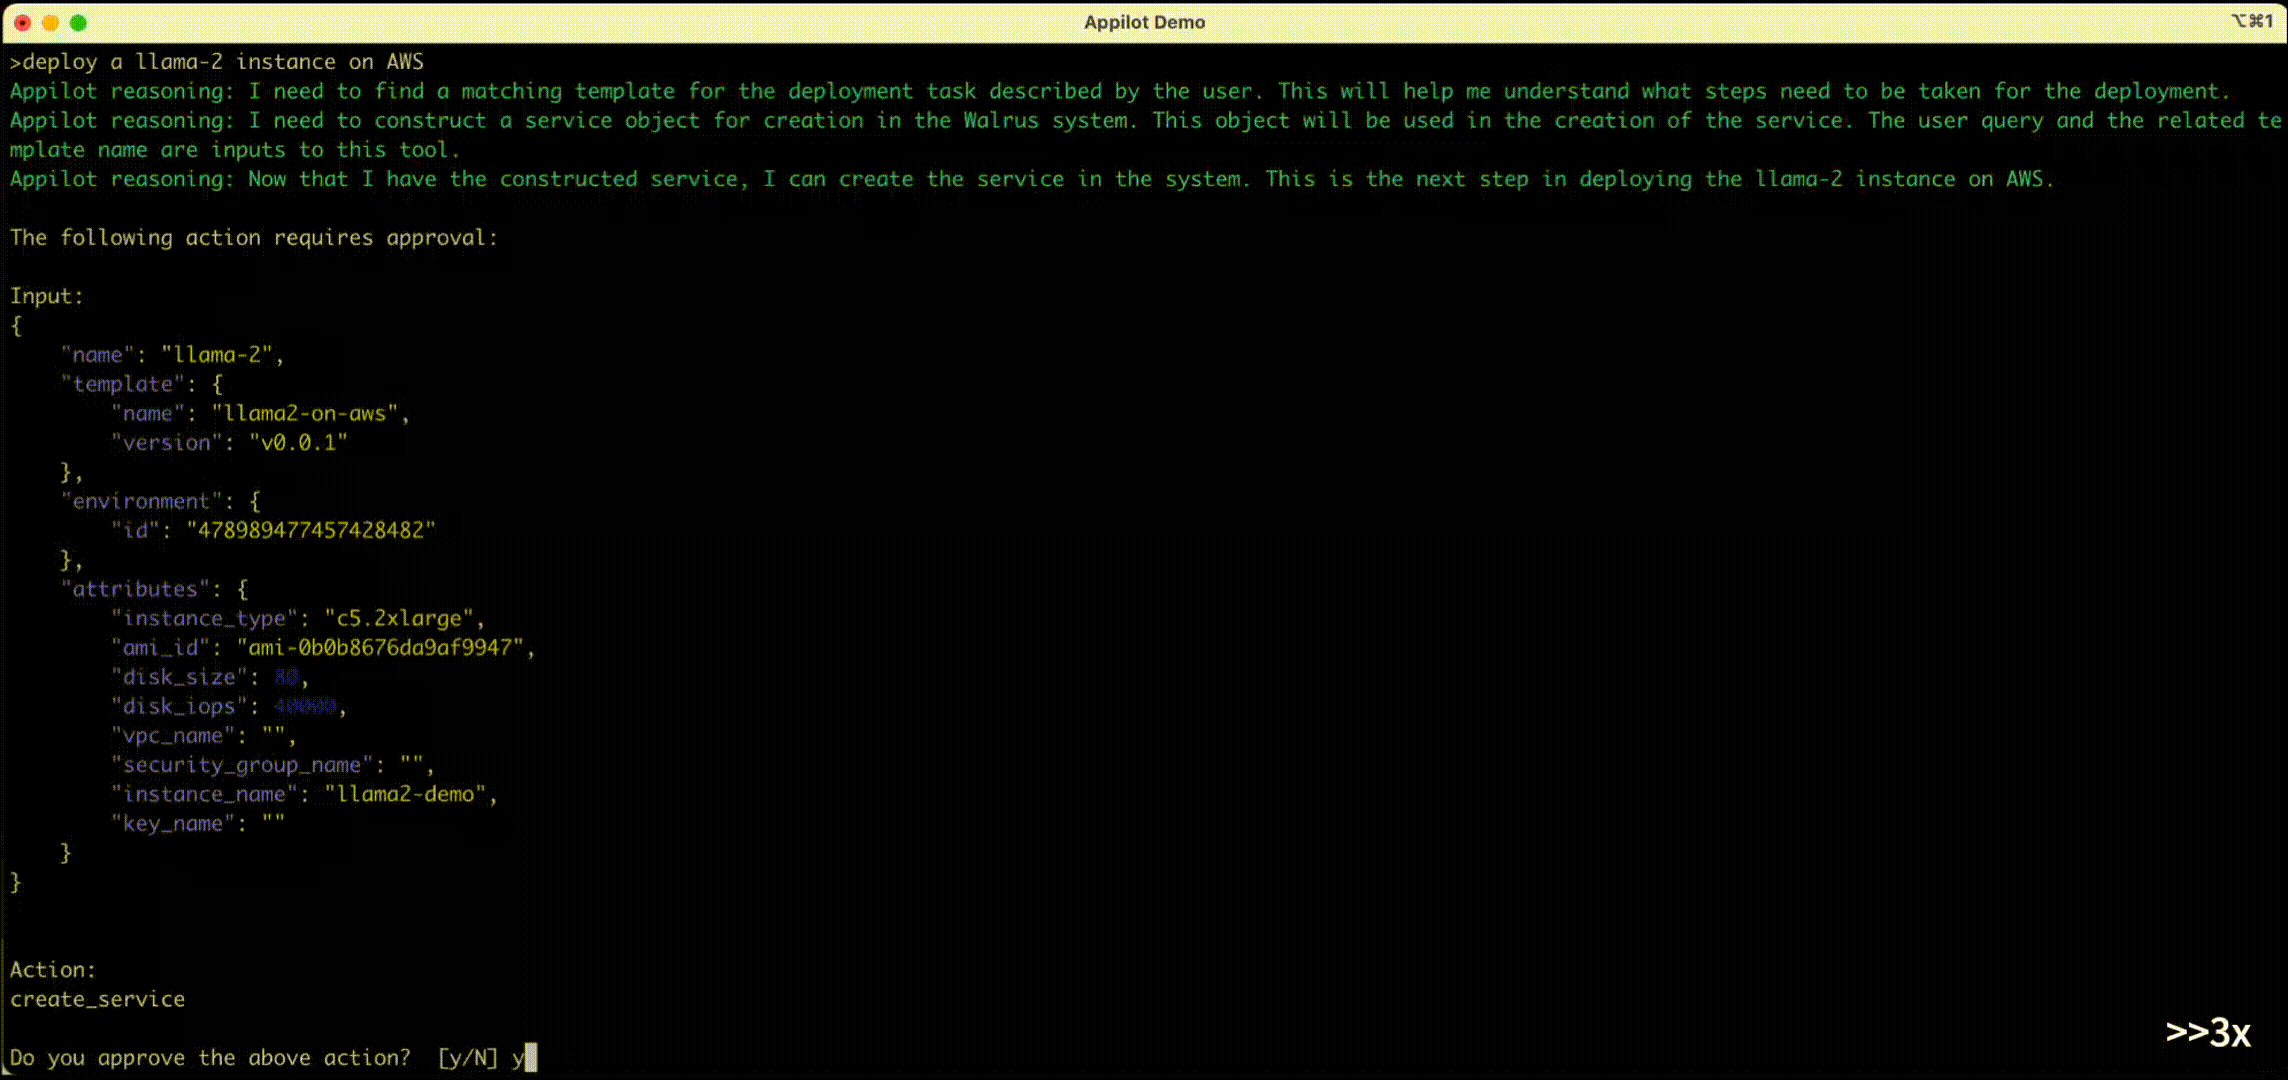 Appilot Demo
⌥⌘1
>deploy a llama-2 instance on AWS
Appilot reasoning: I need to find a matching template for the deployment task described by the user. This will help me understand what steps need to be taken for the deployment.
Appilot reasoning: I need to construct a service object for creation in the Walrus system. This object will be used in the creation of the service. The user query and the related te
mplate name are inputs to this tool.
Appilot reasoning: Now that I have the constructed service, I can create the service in the system. This is the next step in deploying the llama-2 instance on AWS.
The following action requires approval:
Input:
{
    "name": "llama-2",
    "template": {
        "name": "llama2-on-aws",
        "version": "v0.0.1"
    },
    "environment": {
        "id": "478989477457428482"
    },
    "attributes": {
        "instance_type": "c5.2xlarge",
        "ami_id": "ami-0b0b8676da9af9947",
        "disk_size": 80,
        "disk_iops": 40000,
        "vpc_name": "",
        "security_group_name": "",
        "instance_name": "llama2-demo",
        "key_name": ""
    }
}
Action:
create_service
>>3x
Do you approve the above action?  [y/N] y